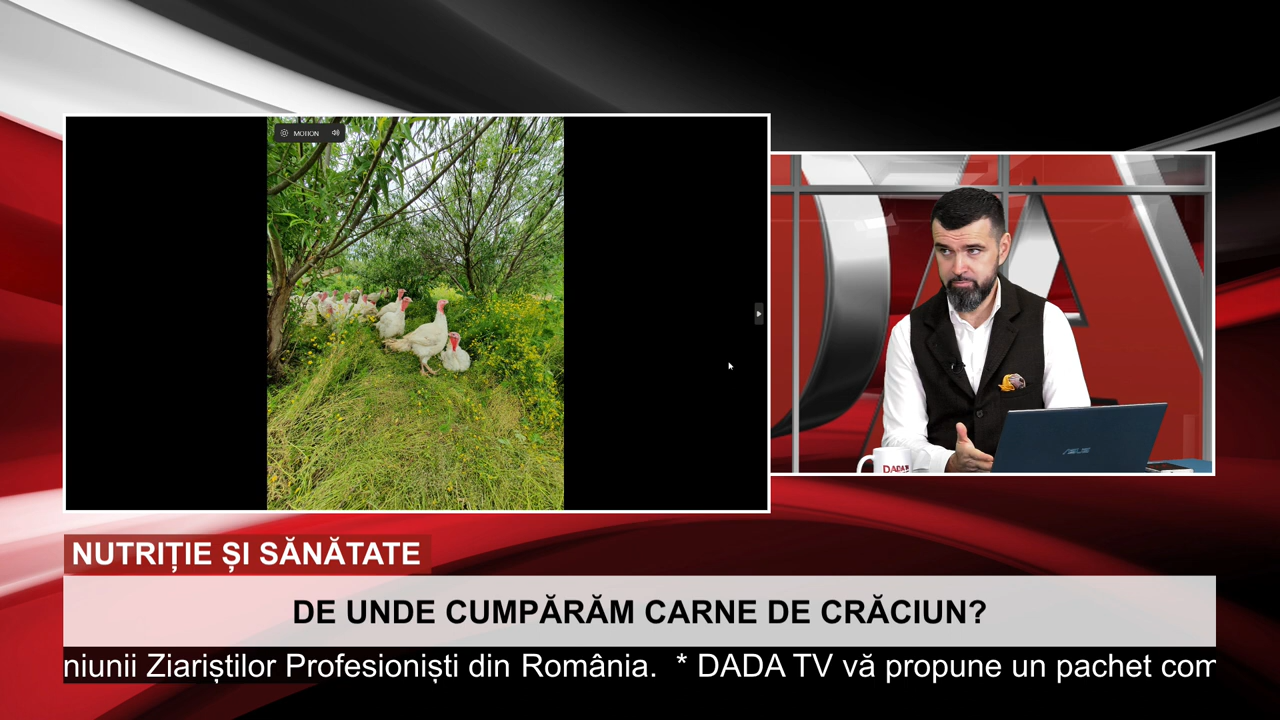 MOTION
DADA
ASUS
NUTRIȚIE ȘI SĂNĂTATE
DE UNDE CUMPĂRĂM CARNE DE CRĂCIUN?
niunii Ziariștilor Profesioniști din România. * DADA TV vă propune un pachet com